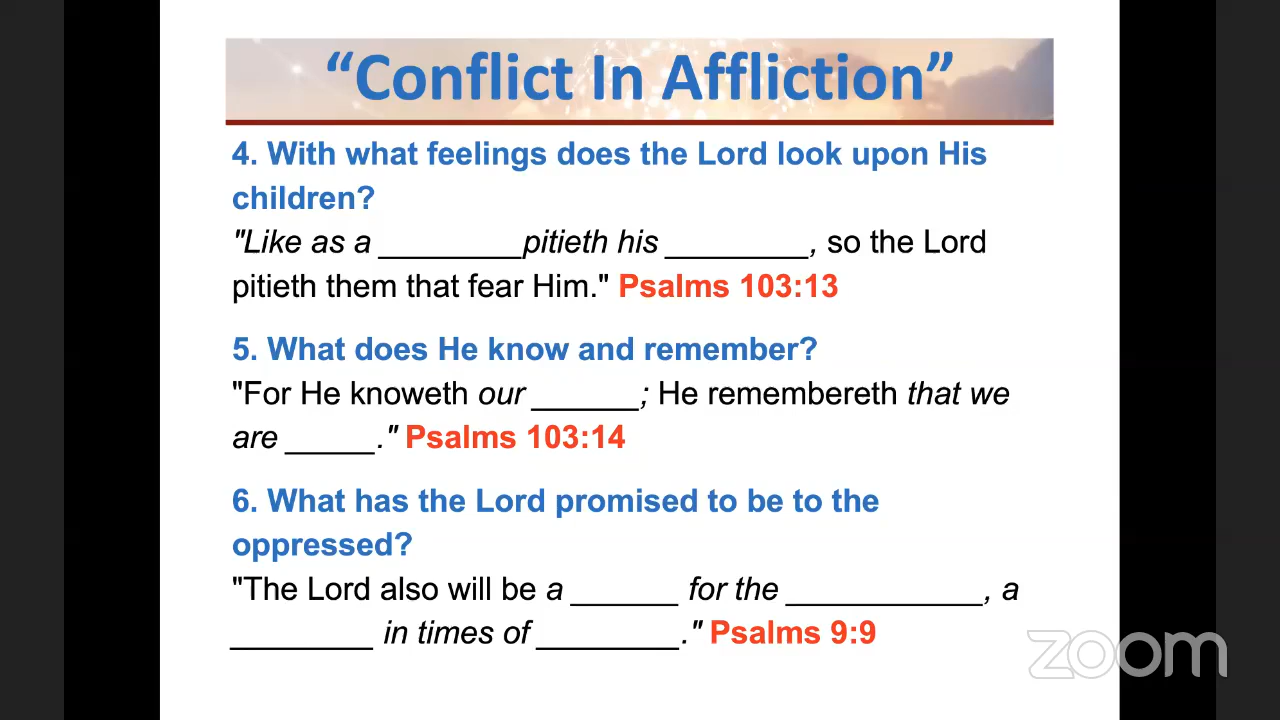 “Conflict In Affliction”
4. With what feelings does the Lord look upon His
children?
"Like as a ________pitieth his ________, so the Lord
pitieth them that fear Him." Psalms 103:13
5. What does He know and remember?
"For He knoweth our ______; He remembereth that we
are _____." Psalms 103:14
6. What has the Lord promised to be to the
oppressed?
"The Lord also will be a ______ for the ___________, a
________ in times of ________." Psalms 9:9
zoom